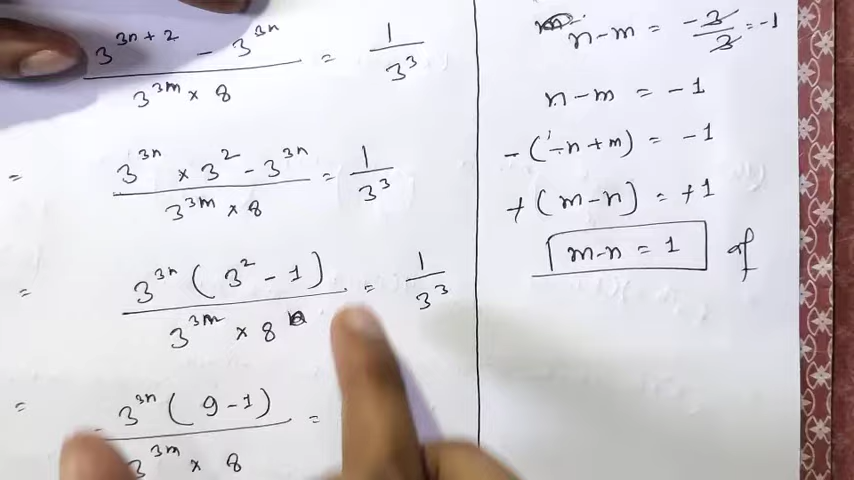 3^{3n+2} - 3^{3n} / 3^{3m} × 8 = 1 / 3^3
= 3^{3n} × 3^2 - 3^{3n} / 3^{3m} × 8 = 1 / 3^3
= 3^{3n} ( 3^2 - 1 ) / 3^{3m} × 8 = 1 / 3^3
= 3^{3n} ( 9 - 1 ) / 3^{3m} × 8 =
n - m = -3 / 3 = -1
n - m = -1
- ( -n + m ) = -1
+ ( m - n ) = +1
m - n = 1